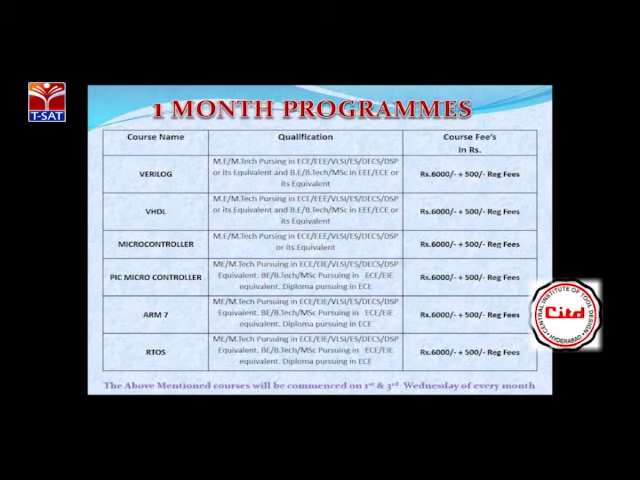 T-SAT
1 MONTH PROGRAMMES
Course Name
Qualification
Course Fee's
In Rs.
VERILOG
M.E/M.Tech Pursing in ECE/EEE/VLSI/ES/DECS/DSP
or its Equivalent and B.E/B.Tech/MSc in EEE/ECE or
its Equivalent
Rs.6000/- + 500/- Reg Fees
VHDL
M.E/M.Tech Pursing in ECE/EEE/VLSI/ES/DECS/DSP
or its Equivalent and B.E/B.Tech/MSc in EEE/ECE or
its Equivalent
Rs.6000/- + 500/- Reg Fees
MICROCONTROLLER
M.E/M.Tech Pursing in ECE/EEE/VLSI/ES/DECS/DSP
or its Equivalent
Rs.6000/- + 500/- Reg Fees
PIC MICRO CONTROLLER
ME/M.Tech Pursuing in ECE/EIE/VLSI/ES/DECS/DSP
Equivalent. BE/B.Tech/MSc Pursuing in ECE/EIE
equivalent. Diploma pursuing in ECE
Rs.6000/- + 500/- Reg Fees
ARM 7
ME/M.Tech Pursuing in ECE/EIE/VLSI/ES/DECS/DSP
Equivalent. BE/B.Tech/MSc Pursuing in ECE/EIE
equivalent. Diploma pursuing in ECE
Rs.6000/- + 500/- Reg Fees
RTOS
ME/M.Tech Pursuing in ECE/EIE/VLSI/ES/DECS/DSP
Equivalent. BE/B.Tech/MSc Pursuing in ECE/EIE
equivalent. Diploma pursuing in ECE
Rs.6000/- + 500/- Reg Fees
The Above Mentioned courses will be commenced on 1st & 3rd Wednesday of every month
CENTRAL INSTITUTE OF TOOL DESIGN
Citd
HYDERABAD